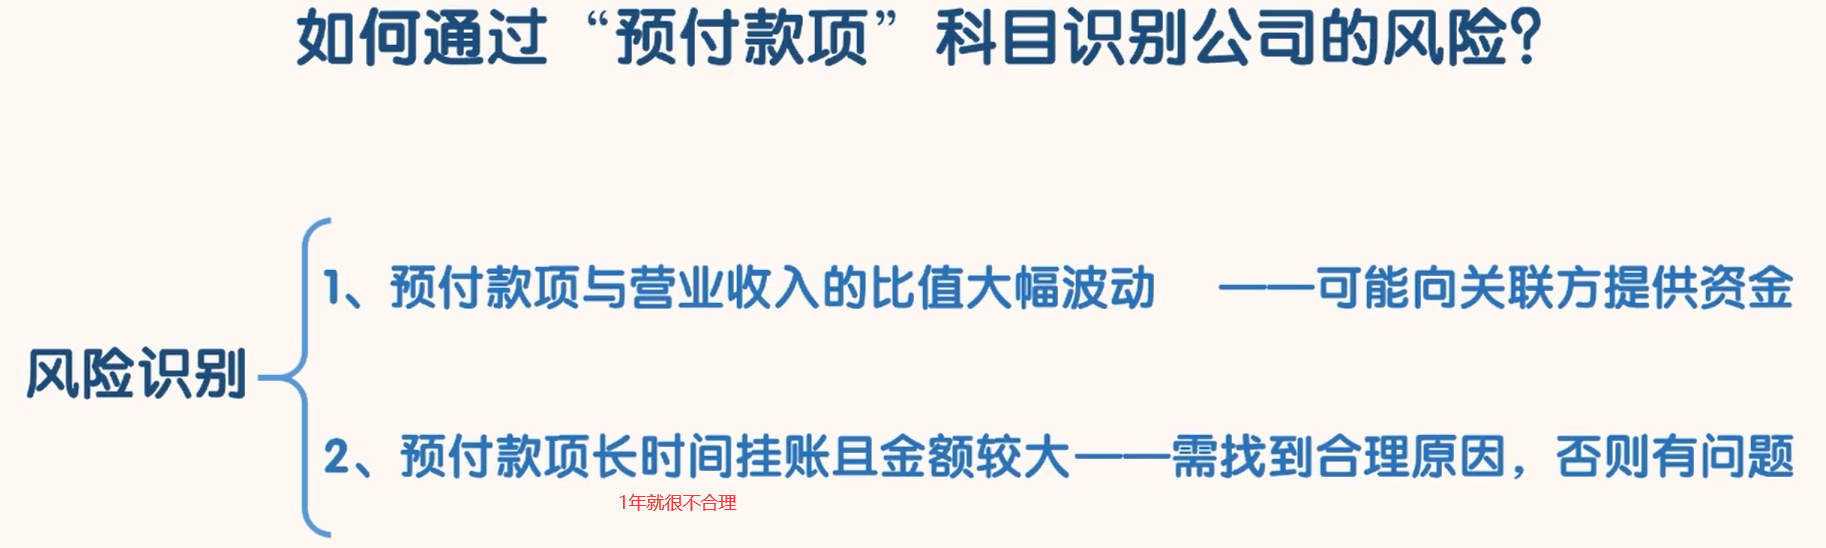 如何通过“预付款项”科目识别公司的风险？
风险识别
1、预付款项与营业收入的比值大幅波动 ——可能向关联方提供资金
2、预付款项长时间挂账且金额较大——需找到合理原因，否则有问题
1年就很不合理